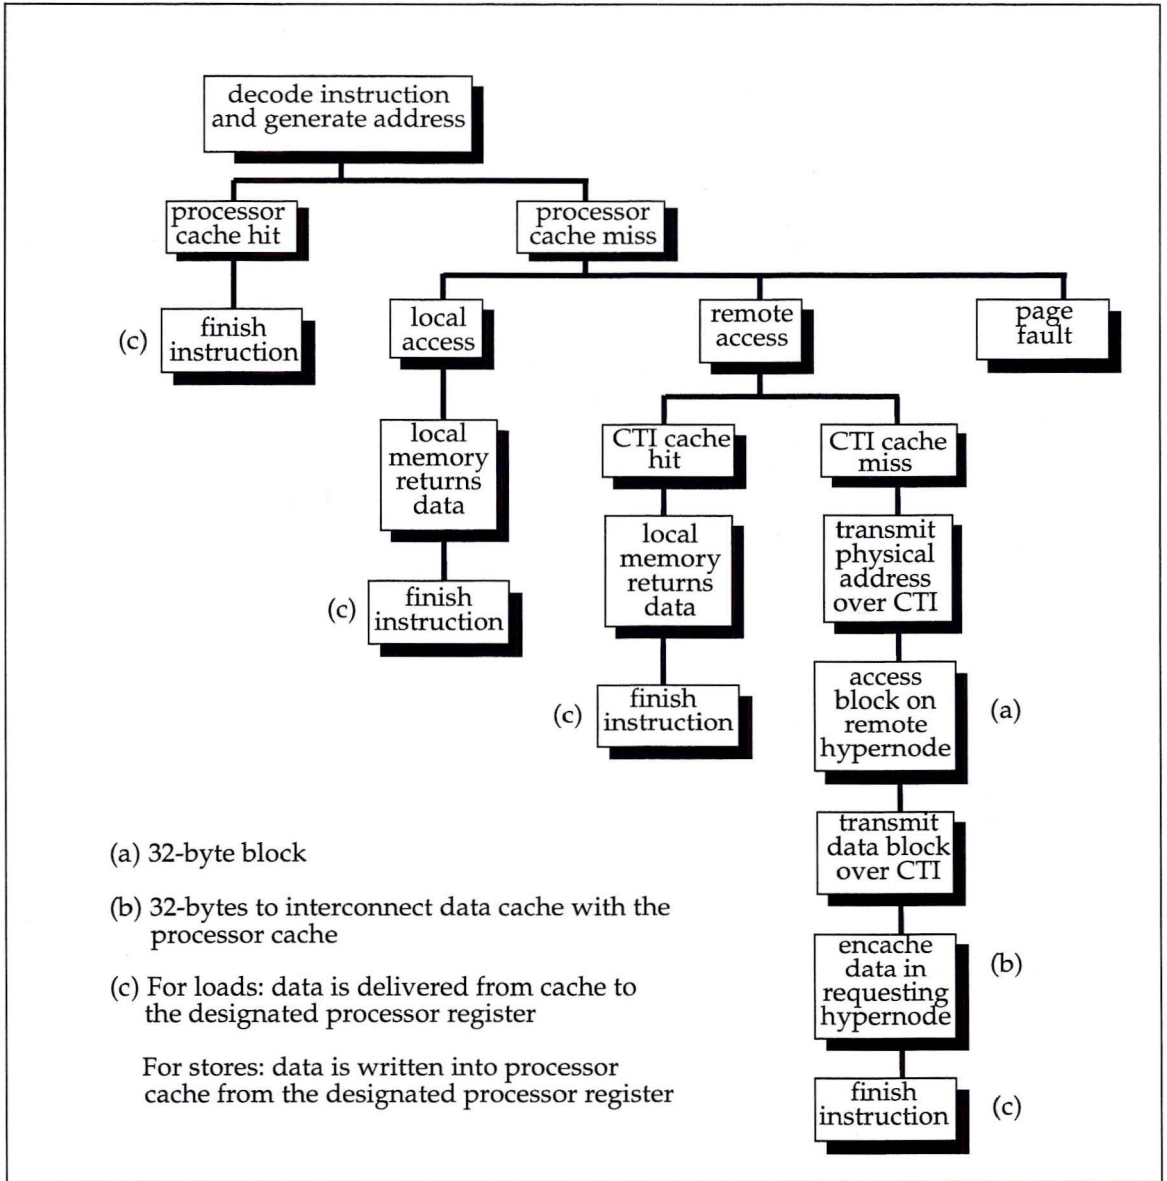 decode instruction
and generate address
processor
cache hit
processor
cache miss
(c)
finish
instruction
local
access
remote
access
page
fault
local
memory
returns
data
CTI cache
hit
CTI cache
miss
(c)
finish
instruction
local
memory
returns
data
transmit
physical
address
over CTI
(c)
finish
instruction
access
block on
remote
hypernode
(a)
transmit
data block
over CTI
encache
data in
requesting
hypernode
(b)
finish
instruction
(c)
(a) 32-byte block
(b) 32-bytes to interconnect data cache with the
processor cache
(c) For loads: data is delivered from cache to
the designated processor register
For stores: data is written into processor
cache from the designated processor register